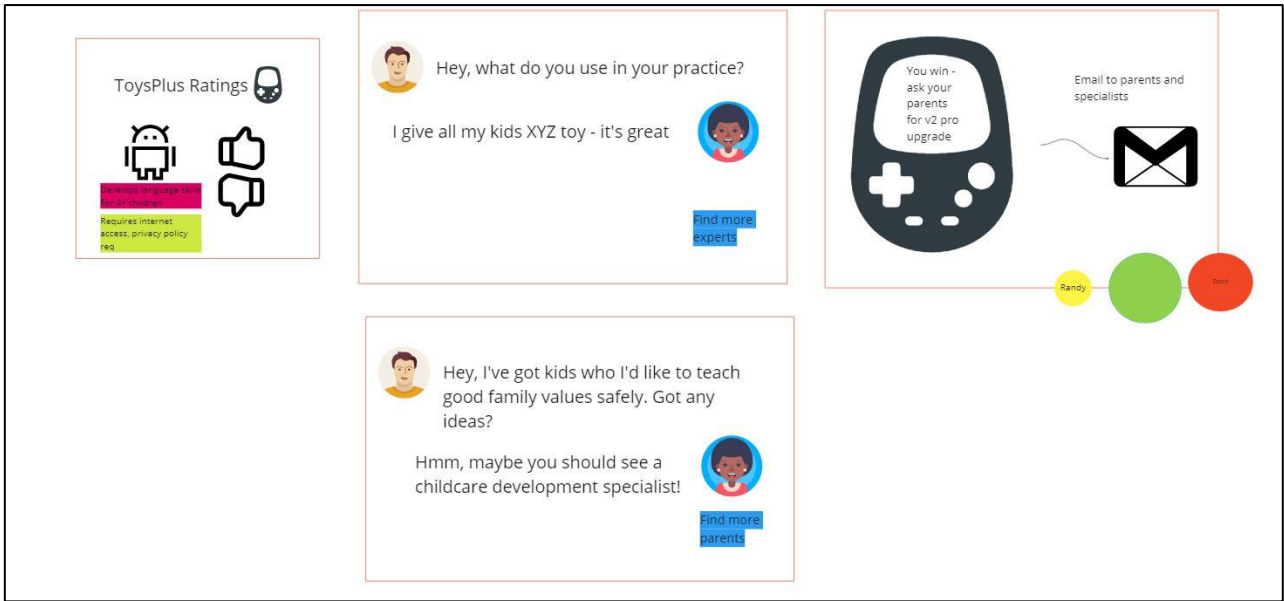 ToysPlus Ratings
Develops language skills
For 4+ children
Requires internet
access, privacy policy
req
Hey, what do you use in your practice?
I give all my kids XYZ toy - it's great
Find more
experts
You win -
ask your
parents
for v2 pro
upgrade
Email to parents and
specialists
Randy
David
Hey, I've got kids who I'd like to teach
good family values safely. Got any
ideas?
Hmm, maybe you should see a
childcare development specialist!
Find more
parents